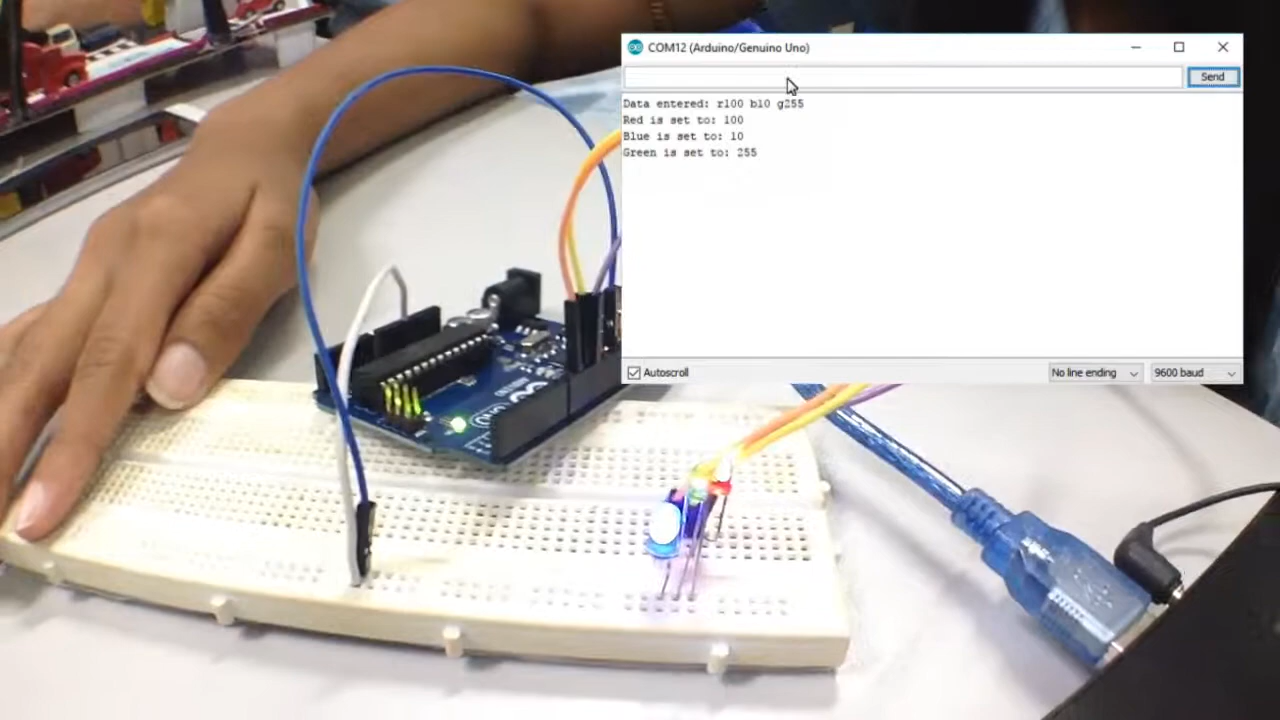 COM12 (Arduino/Genuino Uno)
Send
Data entered: r100 b10 g255
Red is set to: 100
Blue is set to: 10
Green is set to: 255
Autoscroll
No line ending
9600 baud